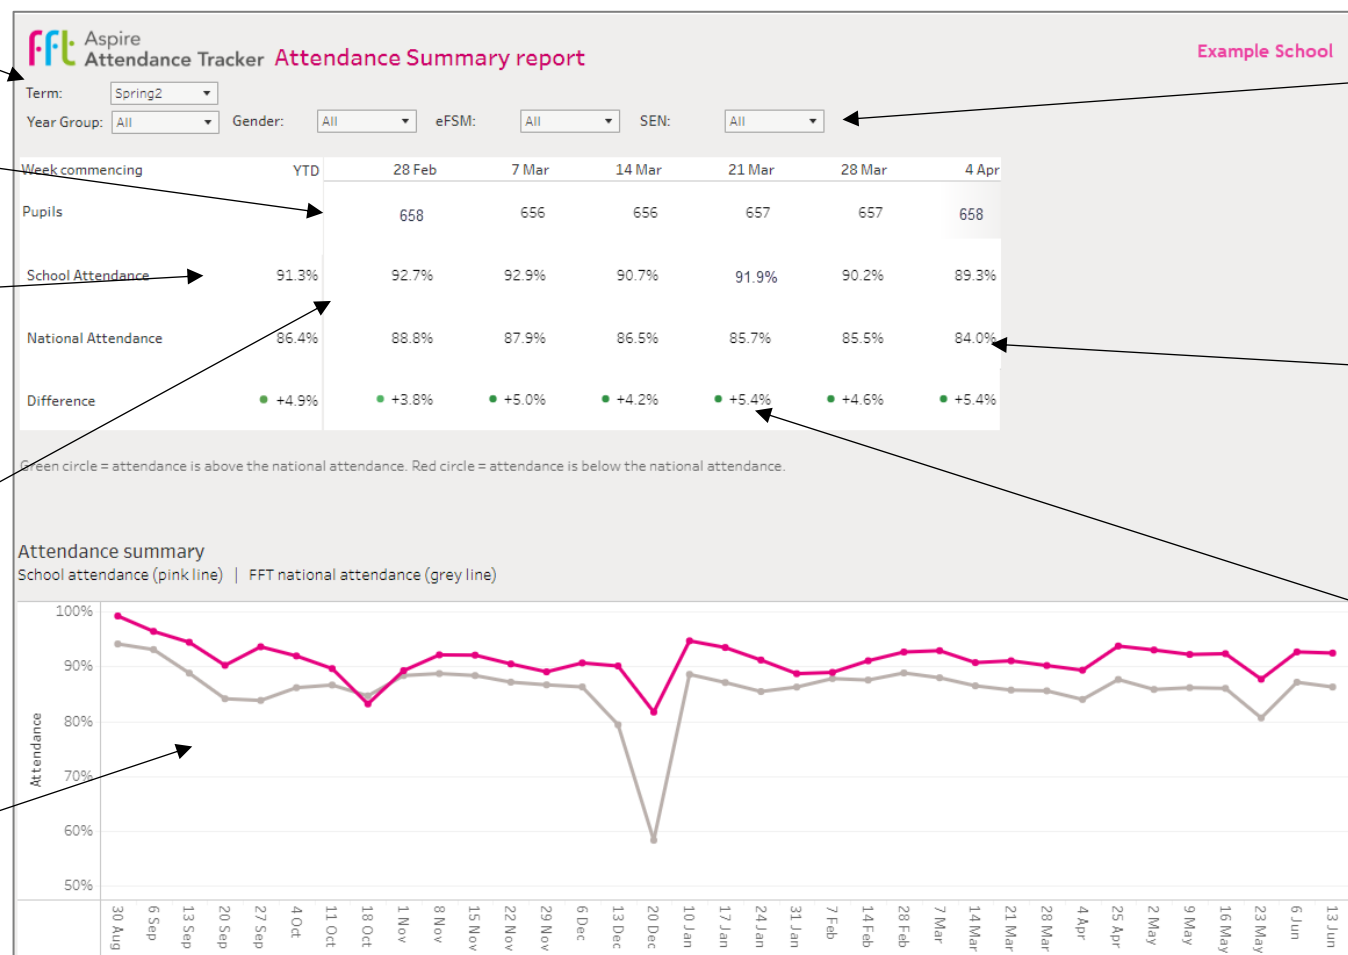 fft Aspire
Attendance Tracker Attendance Summary report
Example School
Term: Spring2
Year Group: All Gender: All eFSM: All SEN: All
Week commencing YTD 28 Feb 7 Mar 14 Mar 21 Mar 28 Mar 4 Apr
Pupils 658 656 656 657 657 658
School Attendance 91.3% 92.7% 92.9% 90.7% 91.9% 90.2% 89.3%
National Attendance 86.4% 88.8% 87.9% 86.5% 85.7% 85.5% 84.0%
Difference +4.9% +3.8% +5.0% +4.2% +5.4% +4.6% +5.4%
Green circle = attendance is above the national attendance. Red circle = attendance is below the national attendance.
Attendance summary
School attendance (pink line) | FFT national attendance (grey line)
Attendance
100%
90%
80%
70%
60%
50%
30 Aug 6 Sep 13 Sep 20 Sep 27 Sep 4 Oct 11 Oct 18 Oct 1 Nov 8 Nov 15 Nov 22 Nov 29 Nov 6 Dec 13 Dec 20 Dec 10 Jan 17 Jan 24 Jan 31 Jan 7 Feb 14 Feb 28 Feb 7 Mar 14 Mar 21 Mar 28 Mar 4 Apr 25 Apr 2 May 9 May 16 May 23 May 6 Jun 13 Jun